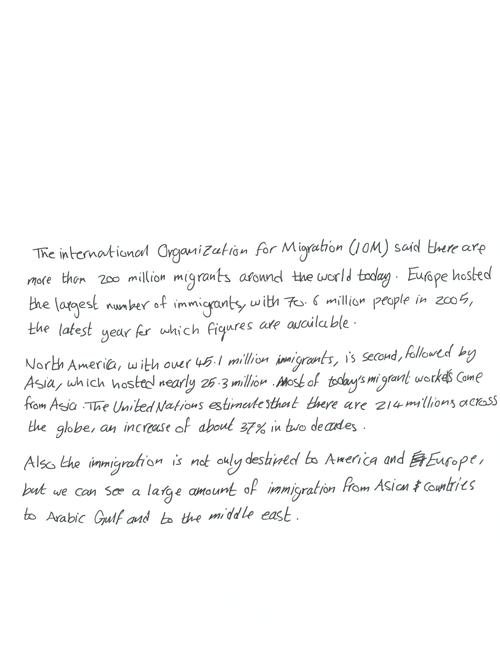 The international Organization for Migration (IOM) said there are
more than 200 million migrants around the world today. Europe hosted
the largest number of immigrants, with 70.6 million people in 2005,
the latest year for which figures are available.
North America, with over 45.1 million immigrants, is second, followed by
Asia, which hosted nearly 25.3 million. Most of today's migrant workers come
from Asia. The United Nations estimates that there are 214 millions across
the globe, an increase of about 37% in two decades.
Also the immigration is not only destined to America and Europe,
but we can see a large amount of immigration from Asian countries
to Arabic Gulf and to the middle east.